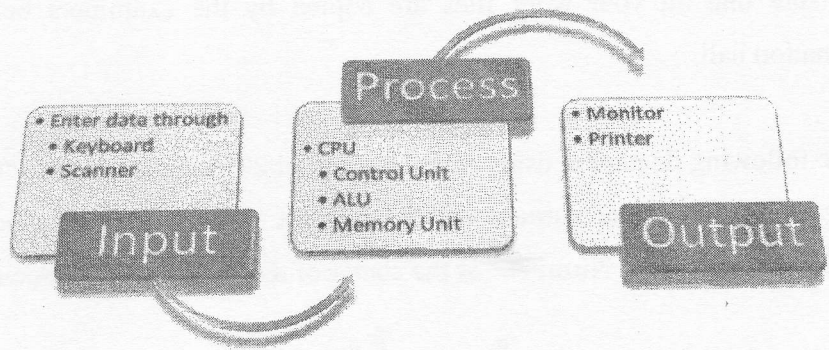 Process
• Enter data through
• Keyboard
• Scanner
Input
• CPU
• Control Unit
• ALU
• Memory Unit
• Monitor
• Printer
Output